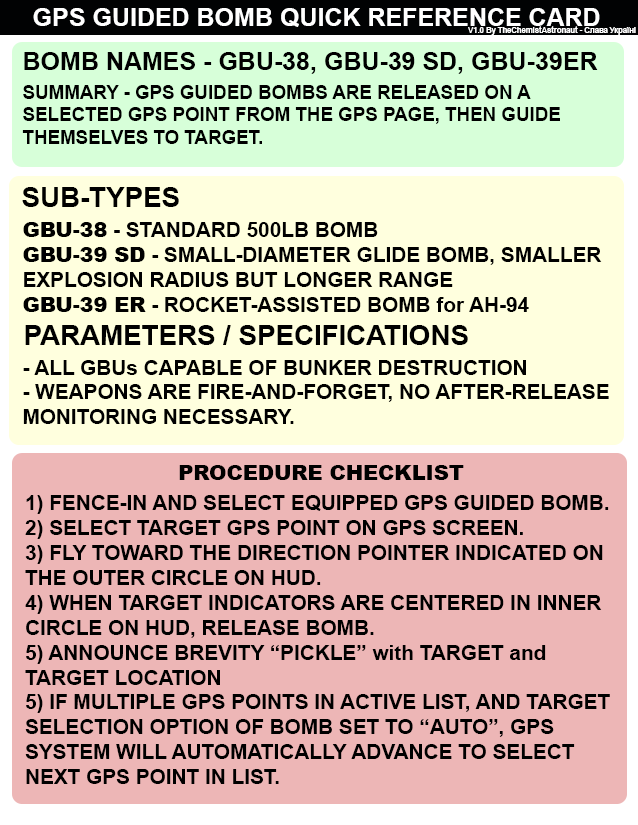 GPS GUIDED BOMB QUICK REFERENCE CARD
V1.0 By TheChemistAstronaut - Слава Україні
BOMB NAMES - GBU-38, GBU-39 SD, GBU-39ER
SUMMARY - GPS GUIDED BOMBS ARE RELEASED ON A
SELECTED GPS POINT FROM THE GPS PAGE, THEN GUIDE
THEMSELVES TO TARGET.
SUB-TYPES
GBU-38 - STANDARD 500LB BOMB
GBU-39 SD - SMALL-DIAMETER GLIDE BOMB, SMALLER
EXPLOSION RADIUS BUT LONGER RANGE
GBU-39 ER - ROCKET-ASSISTED BOMB for AH-94
PARAMETERS / SPECIFICATIONS
- ALL GBUs CAPABLE OF BUNKER DESTRUCTION
- WEAPONS ARE FIRE-AND-FORGET, NO AFTER-RELEASE
MONITORING NECESSARY.
PROCEDURE CHECKLIST
1) FENCE-IN AND SELECT EQUIPPED GPS GUIDED BOMB.
2) SELECT TARGET GPS POINT ON GPS SCREEN.
3) FLY TOWARD THE DIRECTION POINTER INDICATED ON
THE OUTER CIRCLE ON HUD.
4) WHEN TARGET INDICATORS ARE CENTERED IN INNER
CIRCLE ON HUD, RELEASE BOMB.
5) ANNOUNCE BREVITY “PICKLE” with TARGET and
TARGET LOCATION
5) IF MULTIPLE GPS POINTS IN ACTIVE LIST, AND TARGET
SELECTION OPTION OF BOMB SET TO “AUTO”, GPS
SYSTEM WILL AUTOMATICALLY ADVANCE TO SELECT
NEXT GPS POINT IN LIST.